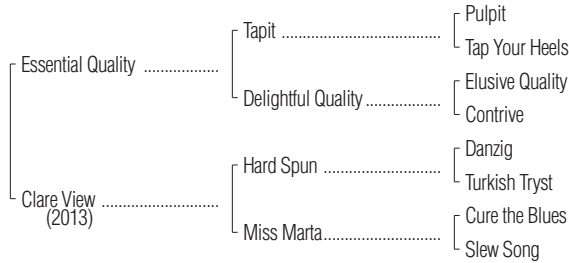 Pulpit
Tapit
Tap Your Heels
Essential Quality
Elusive Quality
Delightful Quality
Contrive
Danzig
Hard Spun
Turkish Tryst
Clare View
(2013)
Cure the Blues
Miss Marta
Slew Song